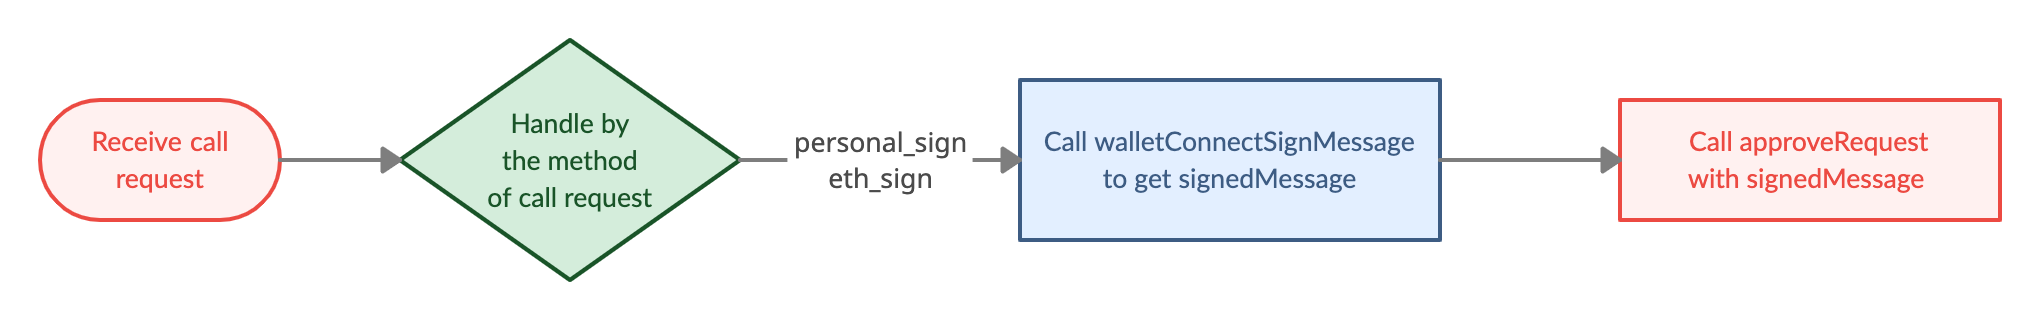 Receive call
request
Handle by
the method
of call request
personal_sign
eth_sign
Call walletConnectSignMessage
to get signedMessage
Call approveRequest
with signedMessage